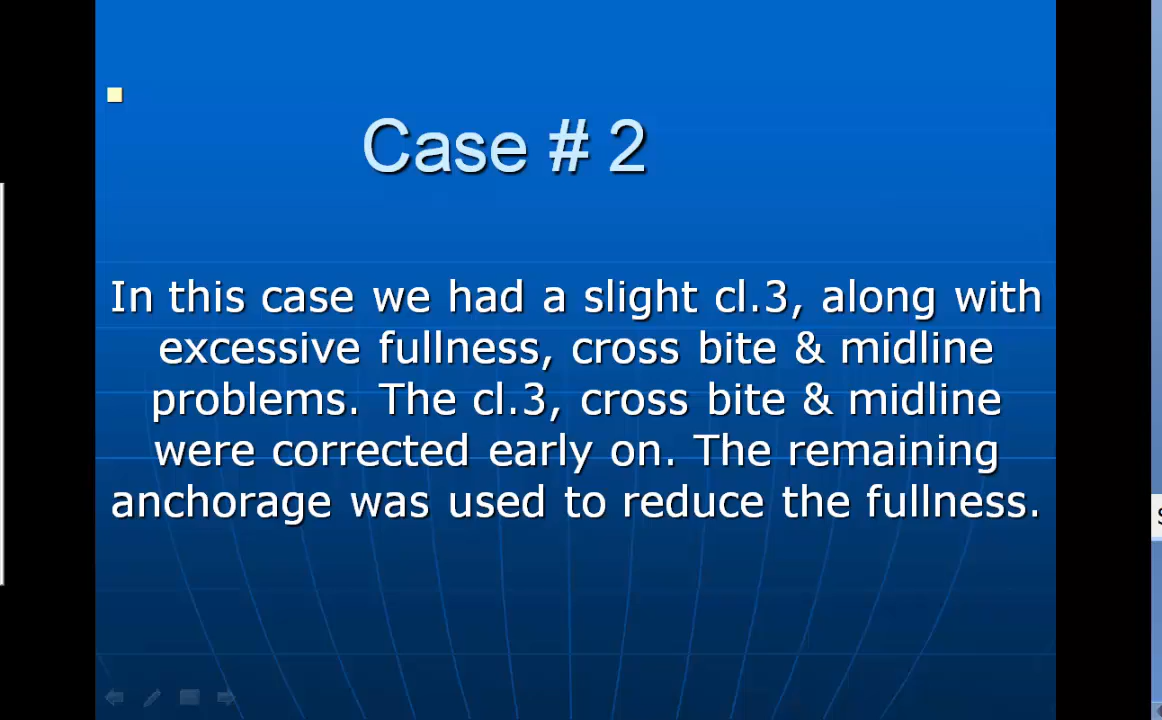 Case # 2
In this case we had a slight cl.3, along with
excessive fullness, cross bite & midline
problems. The cl.3, cross bite & midline
were corrected early on. The remaining
anchorage was used to reduce the fullness.